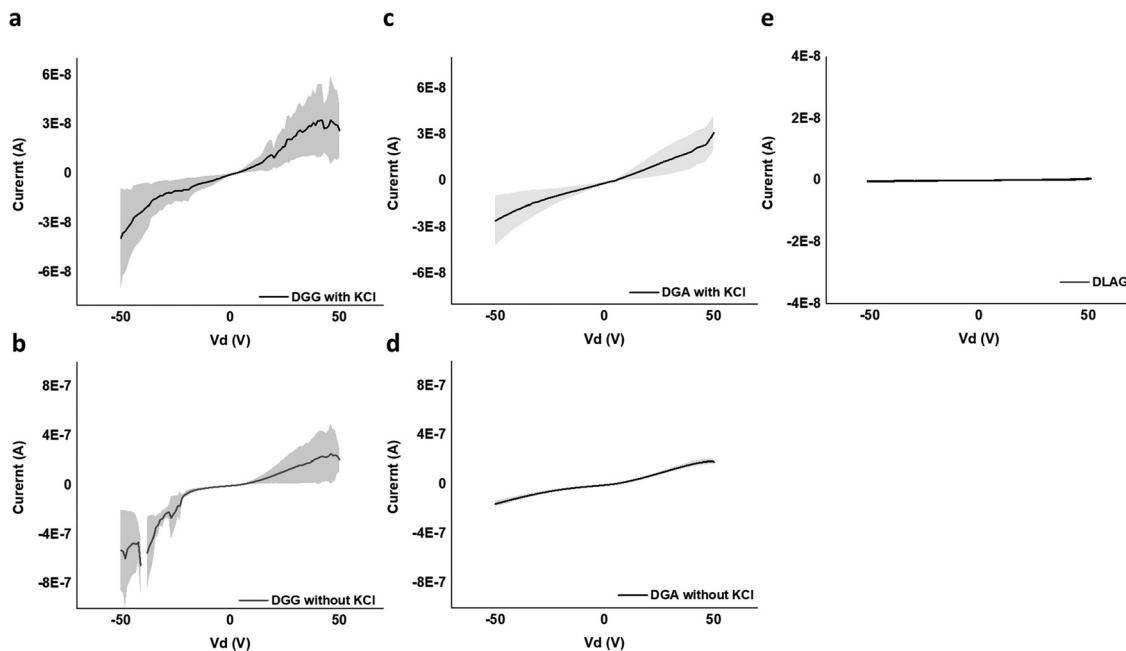 a
6E-8
3E-8
0
-3E-8
-6E-8
Curernt (A)
DGG with KCl
-50
0
50
Vd (V)
c
6E-8
3E-8
0
-3E-8
-6E-8
Curernt (A)
DGA with KCl
-50
0
50
Vd (V)
e
4E-8
2E-8
0
-2E-8
-4E-8
Curernt (A)
DLAG
-50
0
50
Vd (V)
b
8E-7
4E-7
0
-4E-7
-8E-7
Curernt (A)
DGG without KCl
-50
0
50
Vd (V)
d
8E-7
4E-7
0
-4E-7
-8E-7
Curernt (A)
DGA without KCl
-50
0
50
Vd (V)